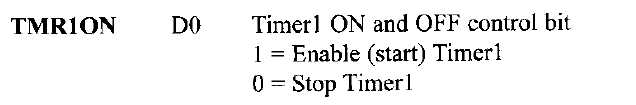 TMR1ON D0 Timer1 ON and OFF control bit
1 = Enable (start) Timer1
0 = Stop Timer1